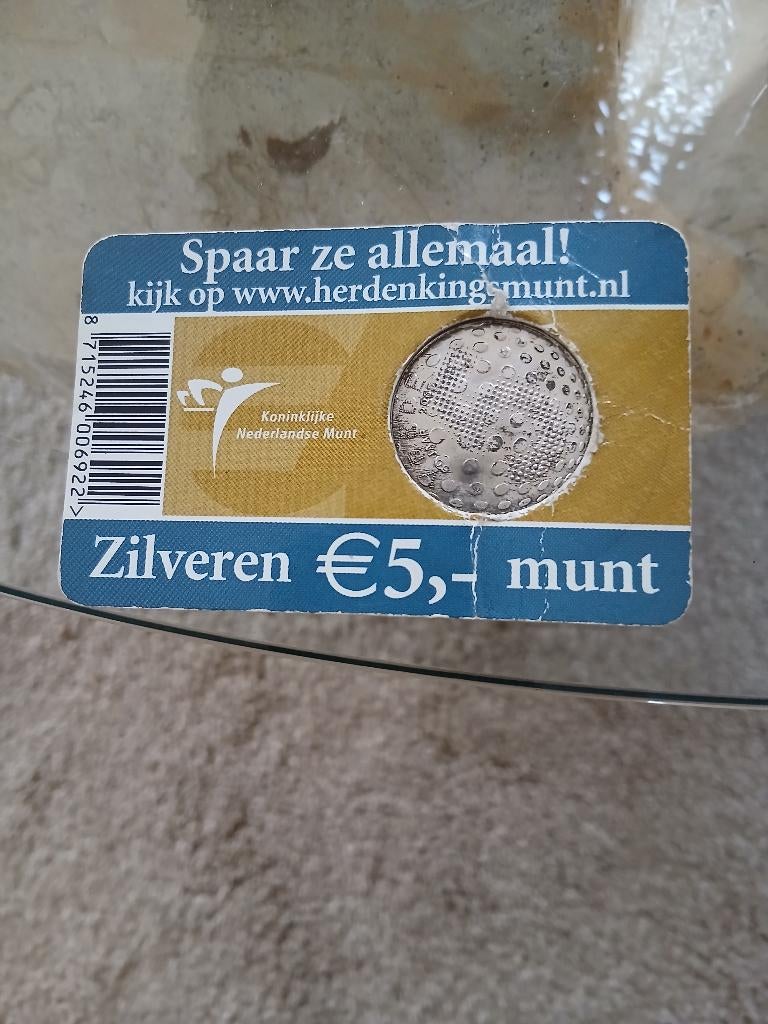 Spaar ze allemaal!
kijk op www.herdenkingsmunt.nl
8 715246 006922 >
Koninklijke
Nederlandse Munt
Zilveren €5,- munt